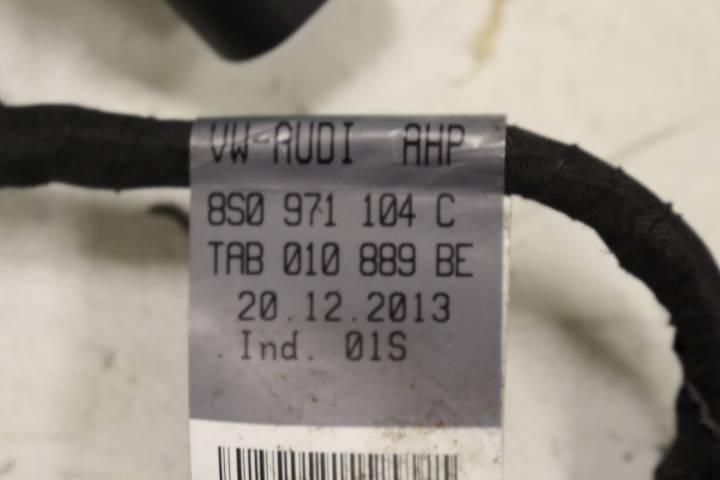 VW-AUDI AHP
8S0 971 104 C
TAB 010 889 BE
20.12.2013
Ind. 01S